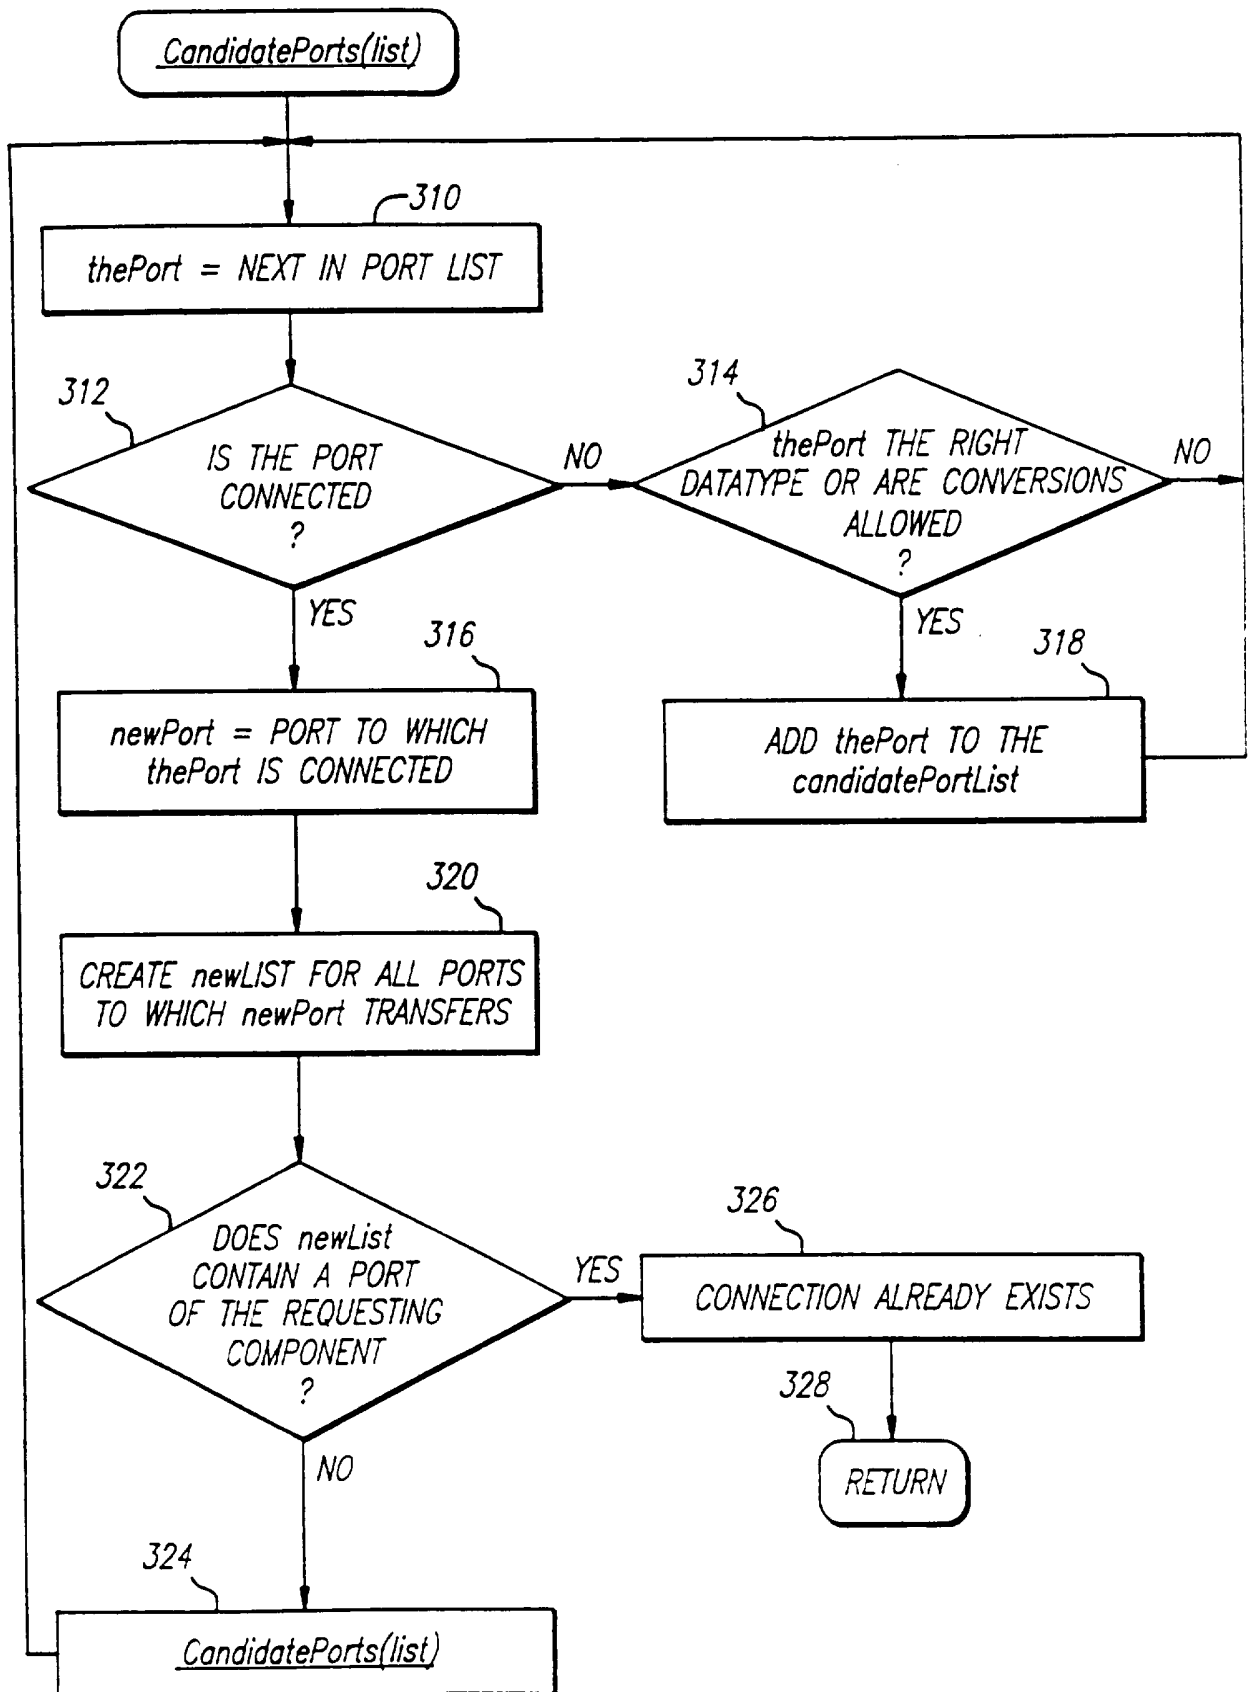 CandidatePorts(list)
310
thePort = NEXT IN PORT LIST
312
IS THE PORT
CONNECTED
?
NO
314
thePort THE RIGHT
DATATYPE OR ARE CONVERSIONS
ALLOWED
?
NO
YES
YES
316
newPort = PORT TO WHICH
thePort IS CONNECTED
318
ADD thePort TO THE
candidatePortList
320
CREATE newLIST FOR ALL PORTS
TO WHICH newPort TRANSFERS
322
DOES newList
CONTAIN A PORT
OF THE REQUESTING
COMPONENT
?
YES
326
CONNECTION ALREADY EXISTS
328
RETURN
NO
324
CandidatePorts(list)